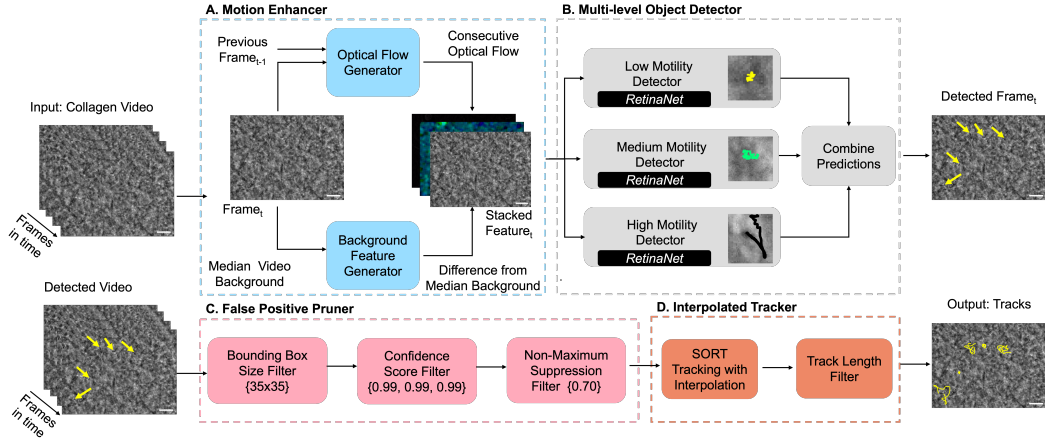 A. Motion Enhancer
B. Multi-level Object Detector
Input: Collagen Video
Frames
in time
Previous
Frame_t-1
Optical Flow
Generator
Consecutive
Optical Flow
Frame_t
Stacked
Feature_t
Median Video
Background
Background
Feature
Generator
Difference from
Median Background
Low Motility
Detector
RetinaNet
Medium Motility
Detector
RetinaNet
High Motility
Detector
RetinaNet
Combine
Predictions
Detected Frame_t
Detected Video
Frames
in time
C. False Positive Pruner
Bounding Box
Size Filter
{35x35}
Confidence
Score Filter
{0.99, 0.99, 0.99}
Non-Maximum
Suppression
Filter {0.70}
D. Interpolated Tracker
SORT
Tracking with
Interpolation
Track Length
Filter
Output: Tracks